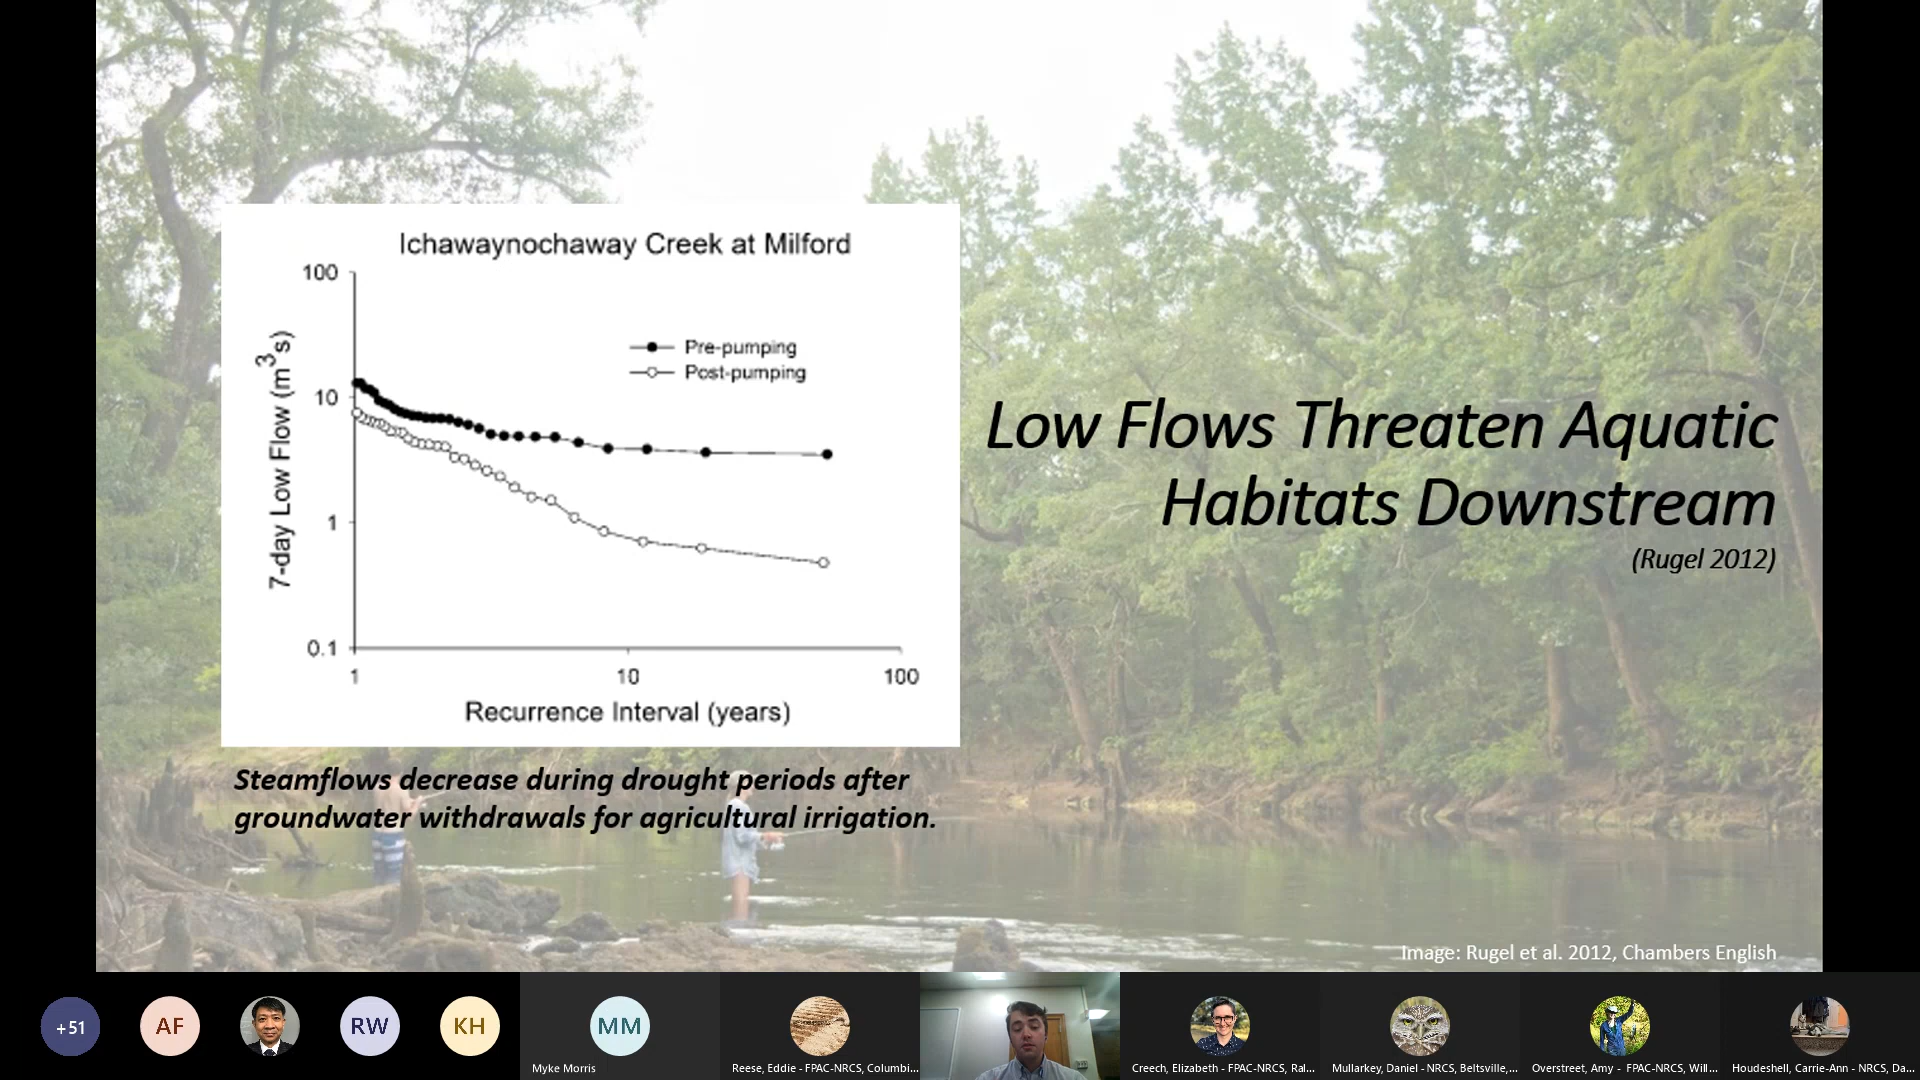 Ichawaynochaway Creek at Milford
100
10
1
0.1
7-day Low Flow (m³s)
Pre-pumping
Post-pumping
1
10
100
Recurrence Interval (years)
Steamflows decrease during drought periods after
groundwater withdrawals for agricultural irrigation.
Low Flows Threaten Aquatic
Habitats Downstream
(Rugel 2012)
Image: Rugel et al. 2012, Chambers English
+51
AF
RW
KH
MM
Myke Morris
Reese, Eddie - FPAC-NRCS, Columbi...
Creech, Elizabeth - FPAC-NRCS, Ral...
Mullarkey, Daniel - NRCS, Beltsville,...
Overstreet, Amy - FPAC-NRCS, Will...
Houdeshell, Carrie-Ann - NRCS, Da...